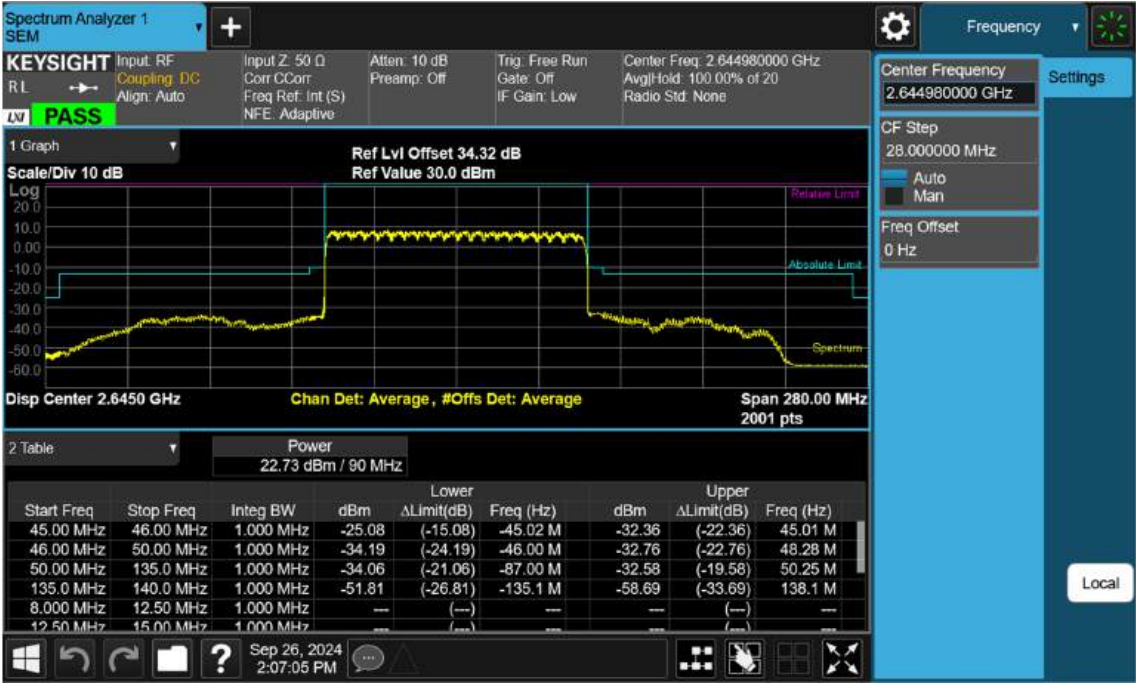 Spectrum Analyzer 1
SEM
Frequency
KEYSIGHT
R L
LXI
PASS
Input: RF
Coupling: DC
Align: Auto
Input Z: 50 Ω
Corr CCorr
Freq Ref: Int (S)
NFE: Adaptive
Atten: 10 dB
Preamp: Off
Trig: Free Run
Gate: Off
IF Gain: Low
Center Freq: 2.644980000 GHz
Avg|Hold: 100.00% of 20
Radio Std: None
Center Frequency
2.644980000 GHz
Settings
CF Step
28.000000 MHz
Auto
Man
Freq Offset
0 Hz
Local
1 Graph
Scale/Div 10 dB
Ref Lvl Offset 34.32 dB
Ref Value 30.0 dBm
Log
20.0
10.0
0.00
-10.0
-20.0
-30.0
-40.0
-50.0
-60.0
Relative Limit
Absolute Limit
Spectrum
Disp Center 2.6450 GHz
Chan Det: Average, #Offs Det: Average
Span 280.00 MHz
2001 pts
2 Table
Power
22.73 dBm / 90 MHz
Lower Upper
Start Freq Stop Freq Integ BW dBm ΔLimit(dB) Freq (Hz) dBm ΔLimit(dB) Freq (Hz)
45.00 MHz 46.00 MHz 1.000 MHz -25.08 (-15.08) -45.02 M -32.36 (-22.36) 45.01 M
46.00 MHz 50.00 MHz 1.000 MHz -34.19 (-24.19) -46.00 M -32.76 (-22.76) 48.28 M
50.00 MHz 135.0 MHz 1.000 MHz -34.06 (-21.06) -87.00 M -32.58 (-19.58) 50.25 M
135.0 MHz 140.0 MHz 1.000 MHz -51.81 (-26.81) -135.1 M -58.69 (-33.69) 138.1 M
8.000 MHz 12.50 MHz 1.000 MHz --- (---) --- --- (---) ---
12.50 MHz 15.00 MHz 1.000 MHz --- (---) --- --- (---) ---
Sep 26, 2024
2:07:05 PM